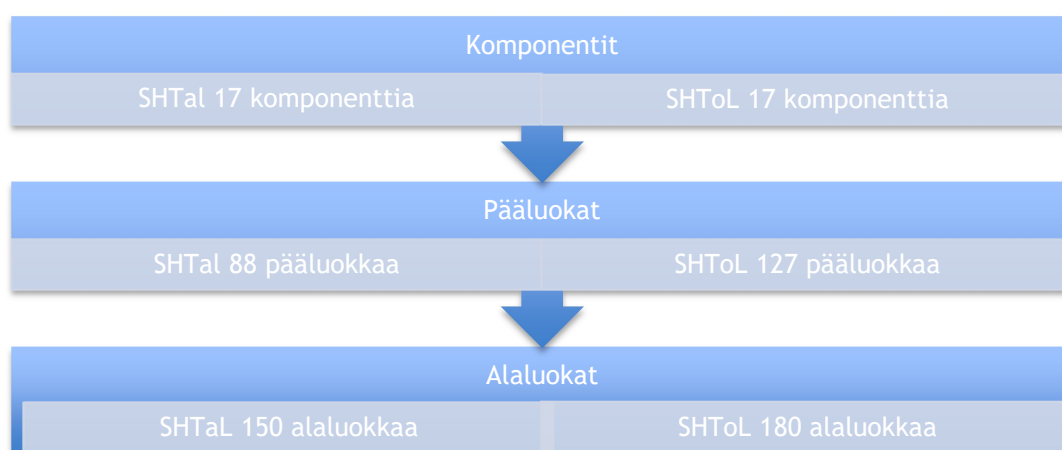 Komponentit
SHTal 17 komponenttia SHToL 17 komponenttia
Pääluokat
SHTal 88 pääluokkaa SHToL 127 pääluokkaa
Alaluokat
SHTaL 150 alaluokkaa SHToL 180 alaluokkaa